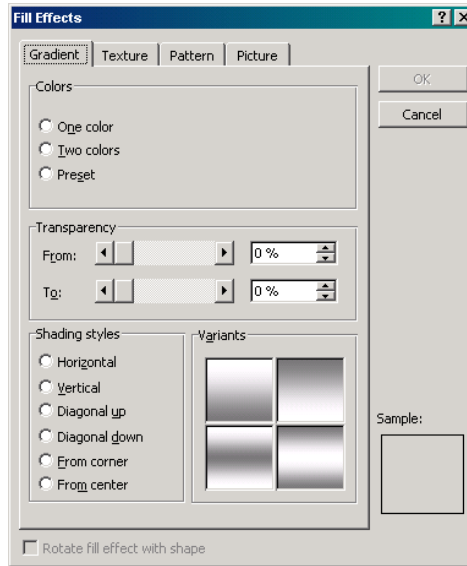 Fill Effects
Gradient Texture Pattern Picture
OK
Cancel
Colors
One color
Two colors
Preset
Transparency
From: 0 %
To: 0 %
Shading styles
Horizontal
Vertical
Diagonal up
Diagonal down
From corner
From center
Variants
Sample:
Rotate fill effect with shape